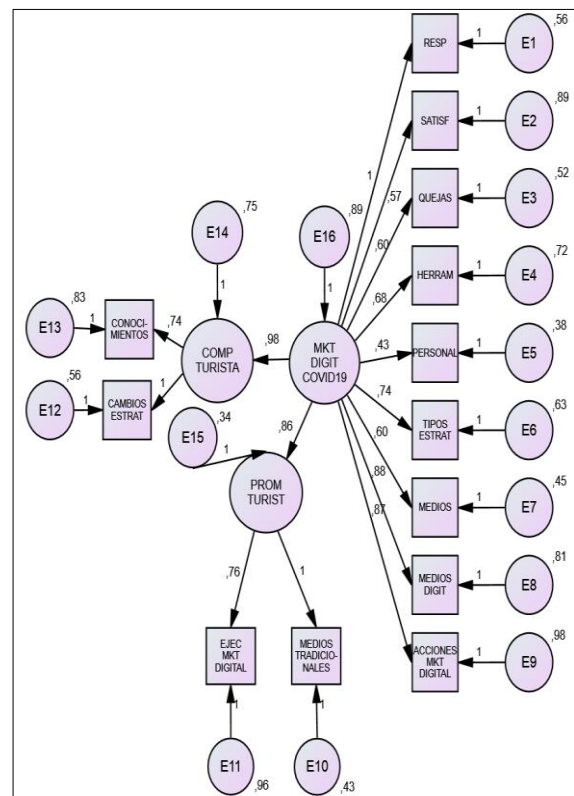 ,56
RESP
1
E1
,89
SATISF
1
E2
1
,57
,52
QUEJAS
1
E3
,60
,72
HERRAM
1
E4
,68
,38
PERSONAL
1
E5
,43
,63
TIPOS
ESTRAT
1
E6
,74
,45
MEDIOS
1
E7
,60
,81
MEDIOS
DIGIT
1
E8
,88
,98
ACCIONES
MKT
DIGITAL
1
E9
,87
,75
E14
1
,89
E16
1
,83
E13
1
CONOCI-
MIENTOS
,74
COMP
TURISTA
,98
MKT
DIGIT
COVID19
,56
E12
1
CAMBIOS
ESTRAT
1
,34
E15
1
,86
PROM
TURIST
,76
1
EJEC
MKT
DIGITAL
MEDIOS
TRADICIO-
NALES
1
1
E11
,96
E10
,43